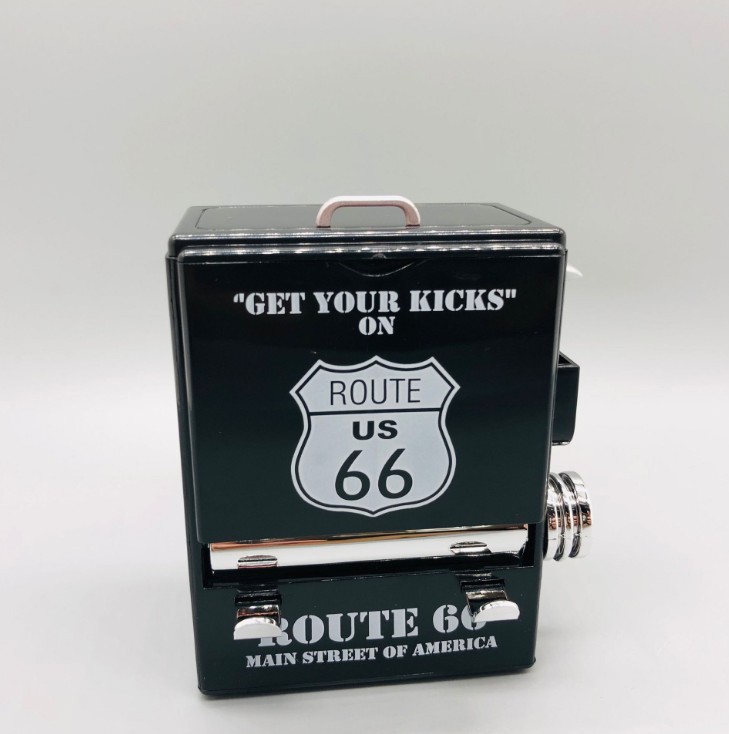 "GET YOUR KICKS"
ON
ROUTE
US
66
ROUTE 66
MAIN STREET OF AMERICA